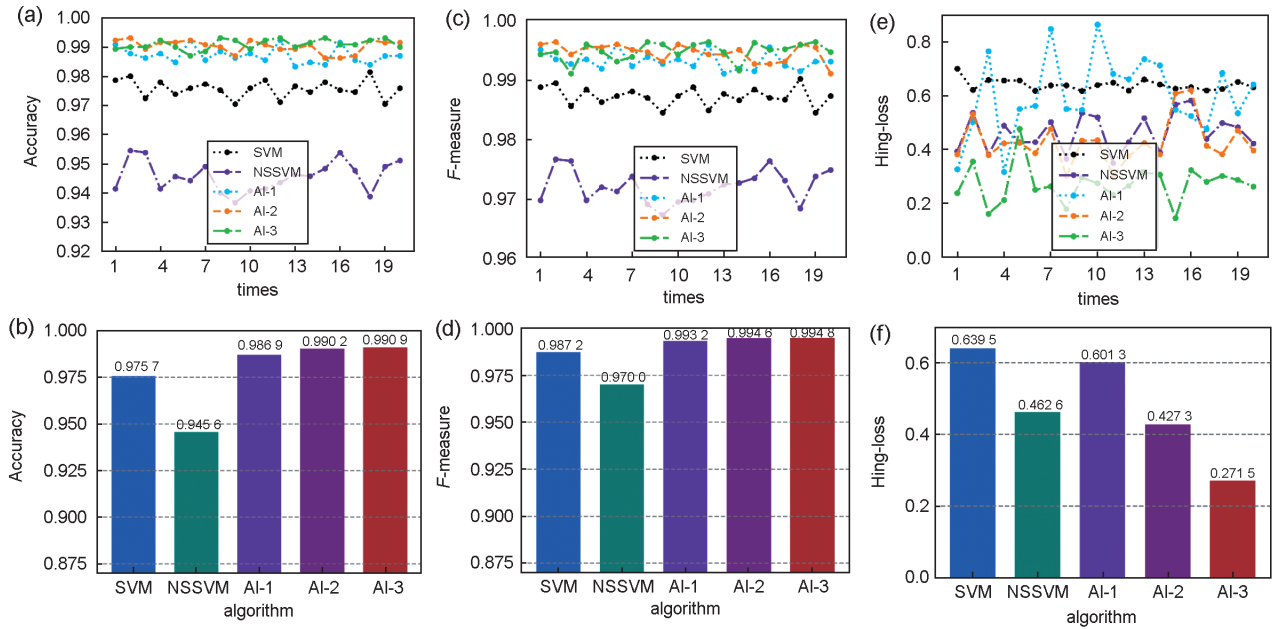 (a)
Accuracy
1.00
0.99
0.98
0.97
0.96
0.95
0.94
0.93
0.92
SVM
NSSVM
AI-1
AI-2
AI-3
1 4 7 10 13 16 19
times
(c)
F-measure
1.00
0.99
0.98
0.97
0.96
SVM
NSSVM
AI-1
AI-2
AI-3
1 4 7 10 13 16 19
times
(e)
Hing-loss
0.8
0.6
0.4
0.2
0.0
SVM
NSSVM
AI-1
AI-2
AI-3
1 4 7 10 13 16 19
times
(b)
Accuracy
1.000
0.975
0.950
0.925
0.900
0.875
0.975 7
0.945 6
0.986 9
0.990 2
0.990 9
SVM NSSVM AI-1 AI-2 AI-3
algorithm
(d)
F-measure
1.000
0.975
0.950
0.925
0.900
0.875
0.987 2
0.970 0
0.993 2
0.994 6
0.994 8
SVM NSSVM AI-1 AI-2 AI-3
algorithm
(f)
Hing-loss
0.6
0.4
0.2
0.0
0.639 5
0.462 6
0.601 3
0.427 3
0.271 5
SVM NSSVM AI-1 AI-2 AI-3
algorithm